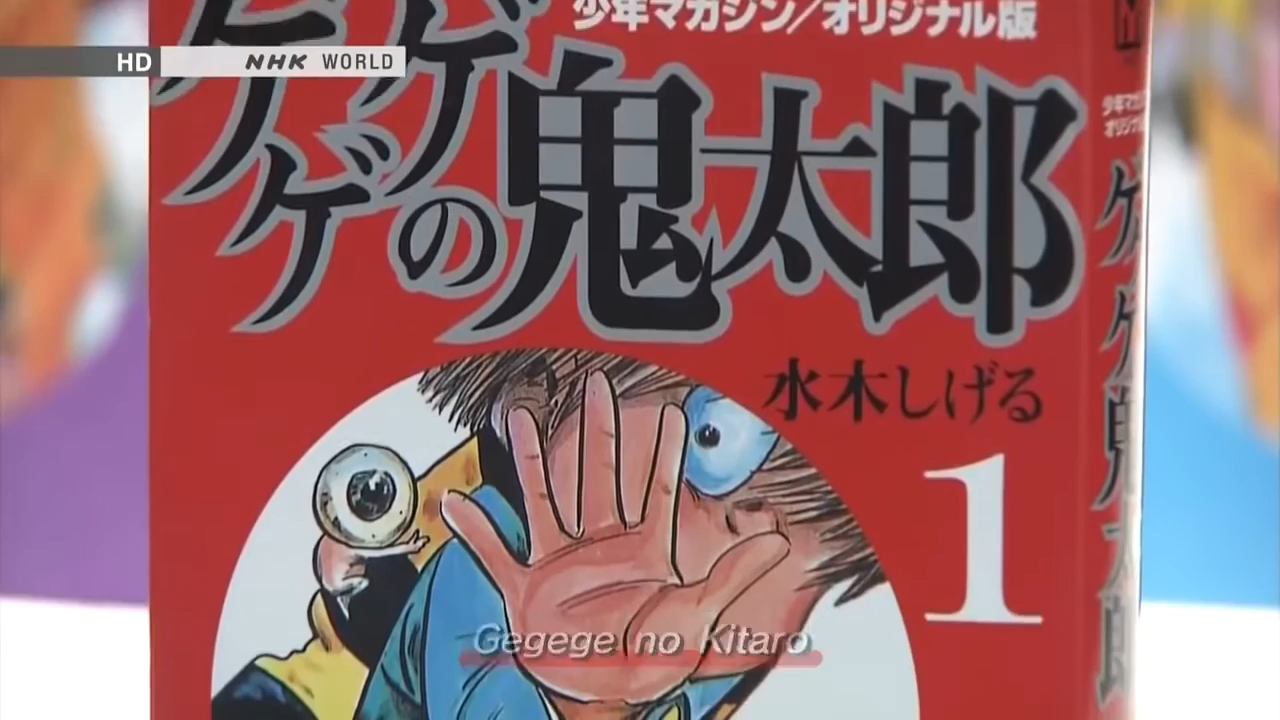 少年マガジン/オリジナル版
HD NHK WORLD
ゲゲゲの鬼太郎
水木しげる
1
Gegege no Kitaro